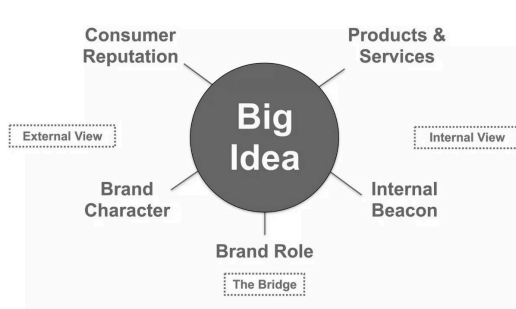 Consumer
Reputation
Products &
Services
Big
Idea
External View
Internal View
Brand
Character
Internal
Beacon
Brand Role
The Bridge